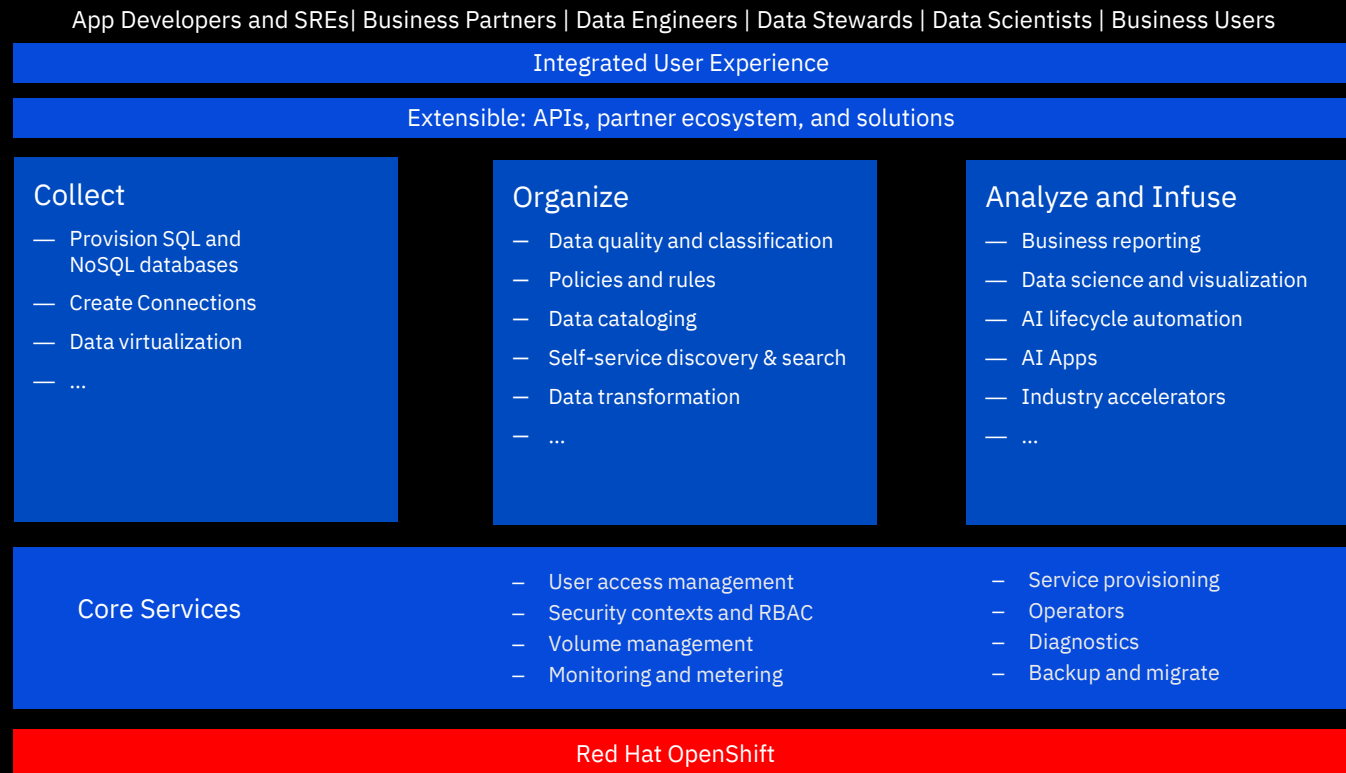 App Developers and SREs| Business Partners | Data Engineers | Data Stewards | Data Scientists | Business Users
Integrated User Experience
Extensible: APIs, partner ecosystem, and solutions
Collect
— Provision SQL and
NoSQL databases
— Create Connections
— Data virtualization
— ...
Organize
— Data quality and classification
— Policies and rules
— Data cataloging
— Self-service discovery & search
— Data transformation
— ...
Analyze and Infuse
— Business reporting
— Data science and visualization
— AI lifecycle automation
— AI Apps
— Industry accelerators
— ...
Core Services
– User access management
– Security contexts and RBAC
– Volume management
– Monitoring and metering
– Service provisioning
– Operators
– Diagnostics
– Backup and migrate
Red Hat OpenShift